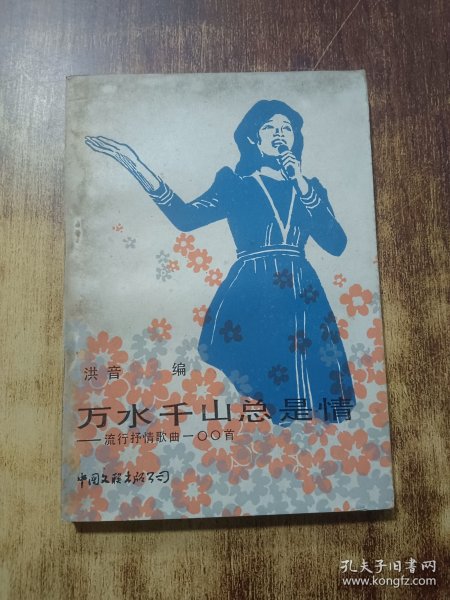 洪音 编
万水千山总是情
——流行抒情歌曲一〇〇首
中国文联出版公司
孔夫子旧书网
www.kongfz.com